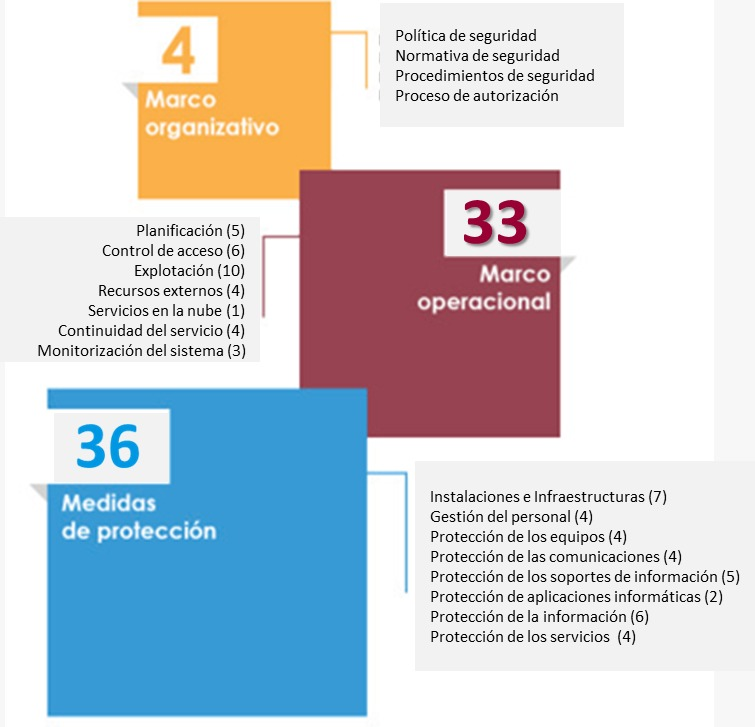 4
Marco
organizativo
Política de seguridad
Normativa de seguridad
Procedimientos de seguridad
Proceso de autorización
33
Marco
operacional
Planificación (5)
Control de acceso (6)
Explotación (10)
Recursos externos (4)
Servicios en la nube (1)
Continuidad del servicio (4)
Monitorización del sistema (3)
36
Medidas
de protección
Instalaciones e Infraestructuras (7)
Gestión del personal (4)
Protección de los equipos (4)
Protección de las comunicaciones (4)
Protección de los soportes de información (5)
Protección de aplicaciones informáticas (2)
Protección de la información (6)
Protección de los servicios (4)